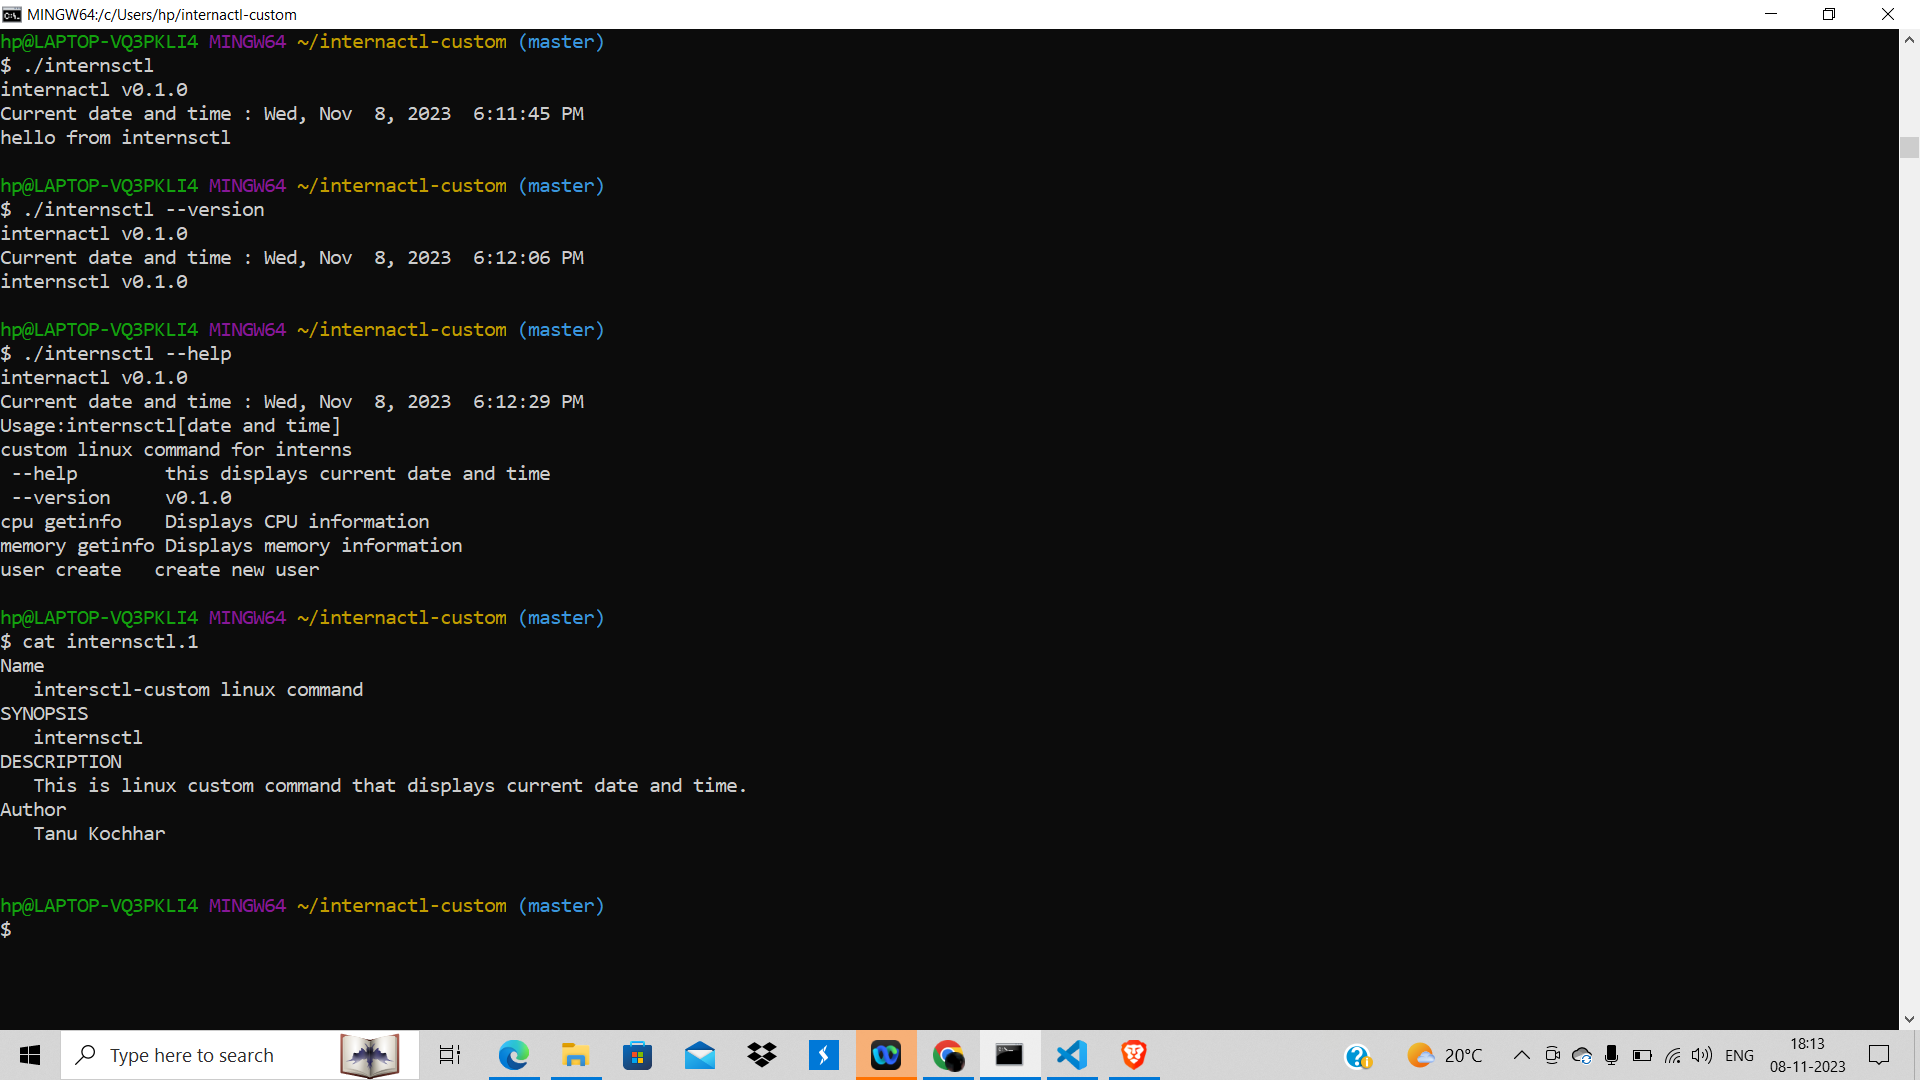 MINGW64:/c/Users/hp/internactl-custom
hp@LAPTOP-VQ3PKLI4 MINGW64 ~/internactl-custom (master)
$ ./internsctl
internactl v0.1.0
Current date and time : Wed, Nov  8, 2023  6:11:45 PM
hello from internsctl

hp@LAPTOP-VQ3PKLI4 MINGW64 ~/internactl-custom (master)
$ ./internsctl --version
internactl v0.1.0
Current date and time : Wed, Nov  8, 2023  6:12:06 PM
internsctl v0.1.0

hp@LAPTOP-VQ3PKLI4 MINGW64 ~/internactl-custom (master)
$ ./internsctl --help
internactl v0.1.0
Current date and time : Wed, Nov  8, 2023  6:12:29 PM
Usage:internsctl[date and time]
custom linux command for interns
 --help        this displays current date and time
 --version     v0.1.0
cpu getinfo    Displays CPU information
memory getinfo Displays memory information
user create   create new user

hp@LAPTOP-VQ3PKLI4 MINGW64 ~/internactl-custom (master)
$ cat internsctl.1
Name
   intersctl-custom linux command
SYNOPSIS
   internsctl
DESCRIPTION
   This is linux custom command that displays current date and time.
Author
   Tanu Kochhar

hp@LAPTOP-VQ3PKLI4 MINGW64 ~/internactl-custom (master)
$
Type here to search
20°C
ENG
18:13
08-11-2023